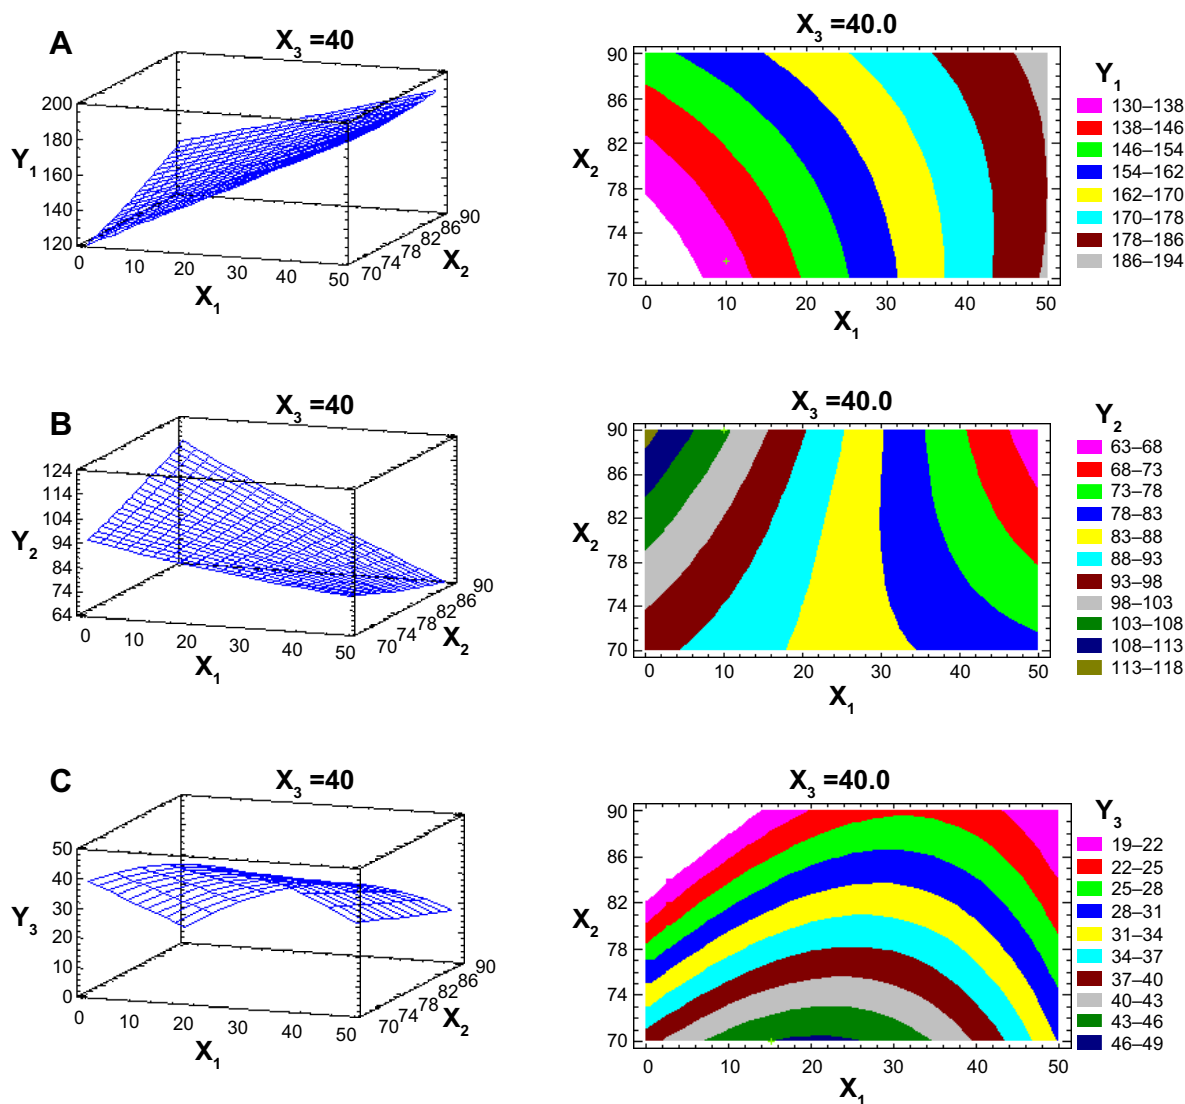 A
X3 =40
200
180
Y1 160
140
120
0 10 20 30 40 50
X1
70 74 78 82 86 90
X2
X3 =40.0
90
86
82
X2
78
74
70
0 10 20 30 40 50
X1
Y1
130–138
138–146
146–154
154–162
162–170
170–178
178–186
186–194
B
X3 =40
124
114
104
Y2 94
84
74
64
0 10 20 30 40 50
X1
70 74 78 82 86 90
X2
X3 =40.0
90
86
82
X2
78
74
70
0 10 20 30 40 50
X1
Y2
63–68
68–73
73–78
78–83
83–88
88–93
93–98
98–103
103–108
108–113
113–118
C
X3 =40
50
40
30
Y3
20
10
0
0 10 20 30 40 50
X1
70 74 78 82 86 90
X2
X3 =40.0
90
86
82
X2
78
74
70
0 10 20 30 40 50
X1
Y3
19–22
22–25
25–28
28–31
31–34
34–37
37–40
40–43
43–46
46–49